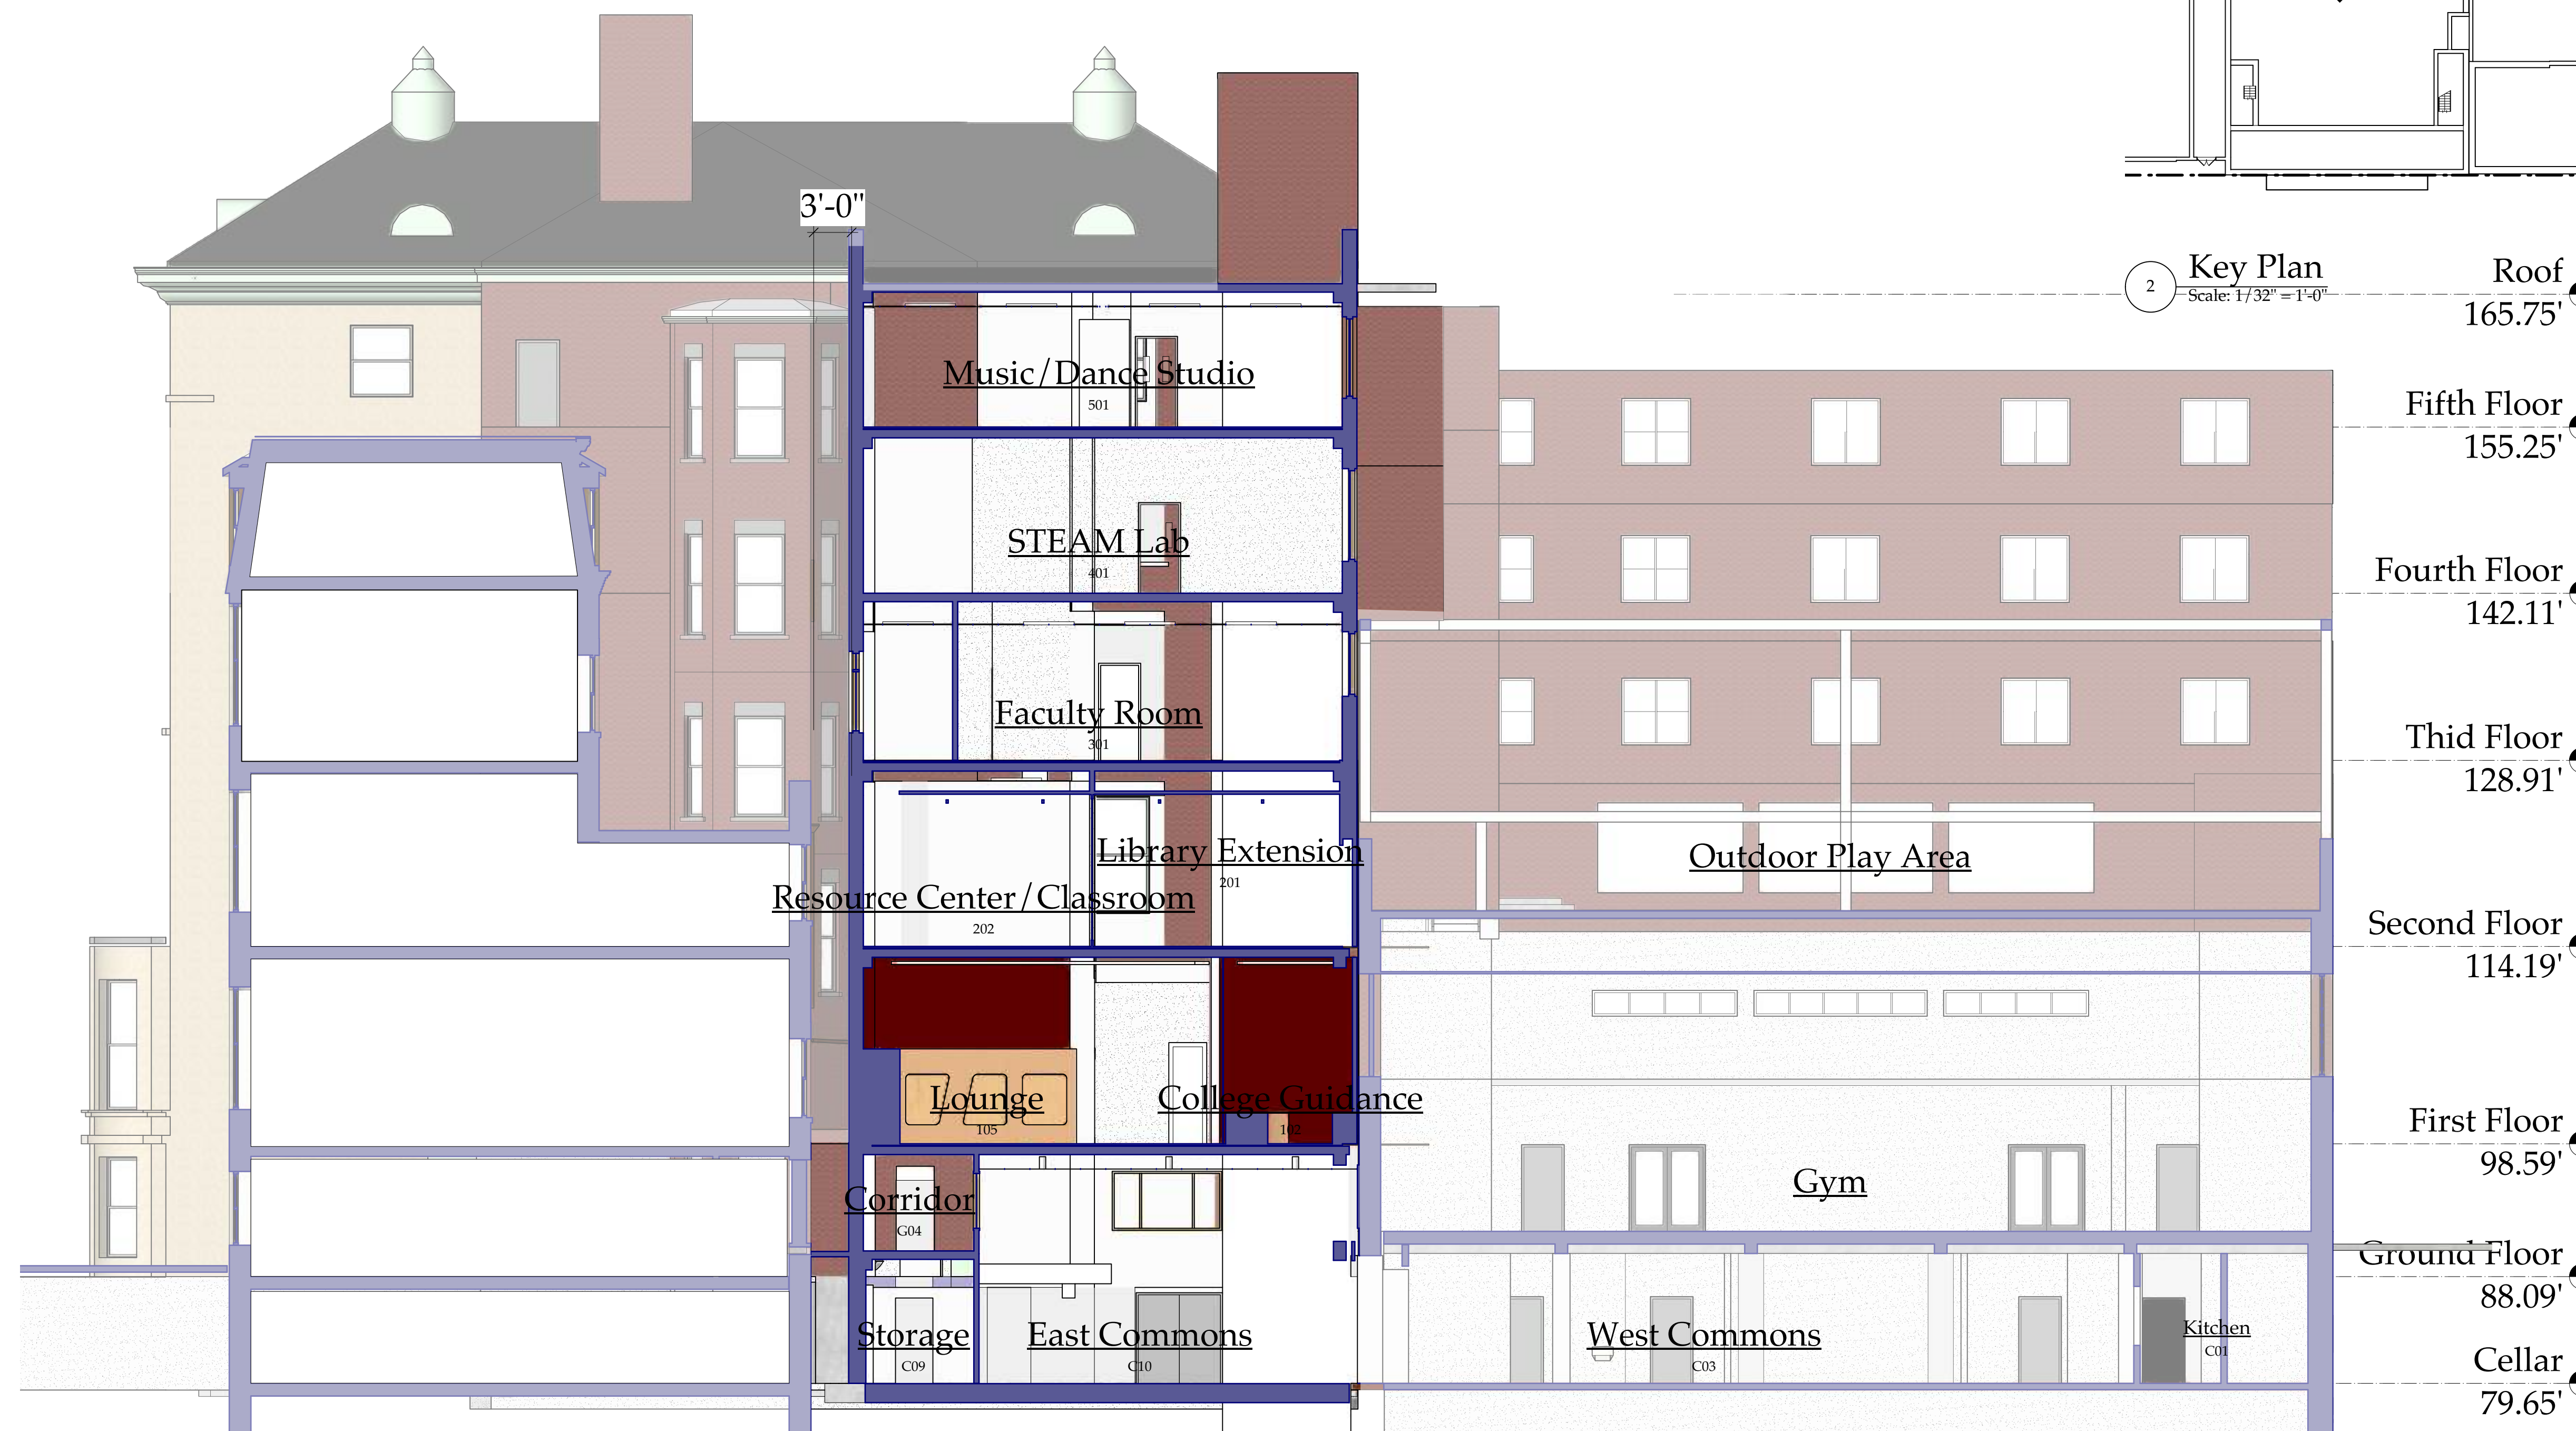 3'-0"
2
Key Plan
Scale: 1/32" = 1'-0"
Roof
165.75'
Music/Dance Studio
501
Fifth Floor
155.25'
STEAM Lab
401
Fourth Floor
142.11'
Faculty Room
301
Thid Floor
128.91'
Library Extension
201
Resource Center/Classroom
202
Outdoor Play Area
Second Floor
114.19'
Lounge
105
College Guidance
102
First Floor
98.59'
Corridor
G04
Gym
Ground Floor
88.09'
Storage
C09
East Commons
C10
West Commons
C03
Kitchen
C01
Cellar
79.65'